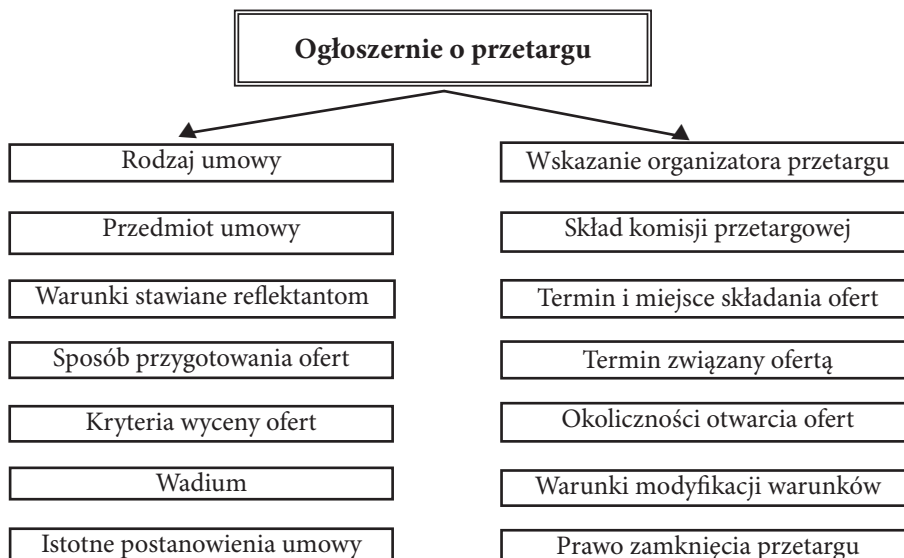 Ogłoszernie o przetargu
Rodzaj umowy
Przedmiot umowy
Warunki stawiane reflektantom
Sposób przygotowania ofert
Kryteria wyceny ofert
Wadium
Istotne postanowienia umowy
Wskazanie organizatora przetargu
Skład komisji przetargowej
Termin i miejsce składania ofert
Termin związany ofertą
Okoliczności otwarcia ofert
Warunki modyfikacji warunków
Prawo zamknięcia przetargu